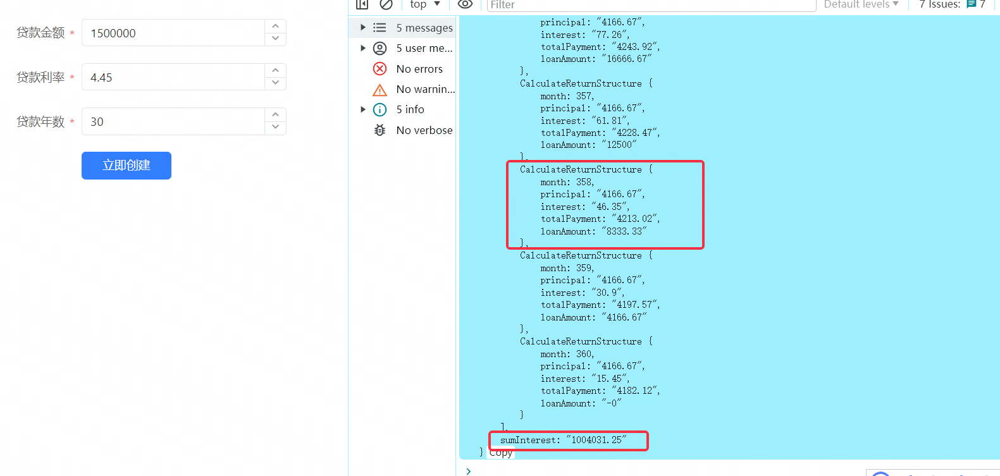 贷款金额 *
1500000
贷款利率 *
4.45
贷款年数 *
30
立即创建
top
Filter
Default levels
7 Issues:
7
5 messages
5 user me...
No errors
No warnin...
5 info
No verbose
principal: "4166.67",
interest: "77.26",
totalPayment: "4243.92",
loanAmount: "16666.67"
},
CalculateReturnStructure {
month: 357,
principal: "4166.67",
interest: "61.81",
totalPayment: "4228.47",
loanAmount: "12500"
},
CalculateReturnStructure {
month: 358,
principal: "4166.67",
interest: "46.35",
totalPayment: "4213.02",
loanAmount: "8333.33"
},
CalculateReturnStructure {
month: 359,
principal: "4166.67",
interest: "30.9",
totalPayment: "4197.57",
loanAmount: "4166.67"
},
CalculateReturnStructure {
month: 360,
principal: "4166.67",
interest: "15.45",
totalPayment: "4182.12",
loanAmount: "-0"
}
],
sumInterest: "1004031.25"
} Copy